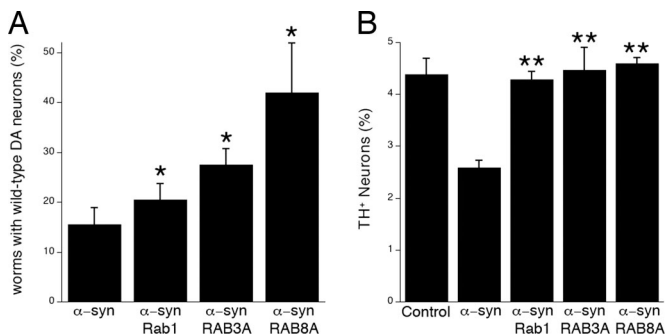 A
worms with wild-type DA neurons (%)
50
40
30
20
10
0
*
*
*
α-syn
α-syn
Rab1
α-syn
RAB3A
α-syn
RAB8A
B
TH⁺ Neurons (%)
5
4
3
2
1
0
**
**
**
Control
α-syn
α-syn
Rab1
α-syn
RAB3A
α-syn
RAB8A